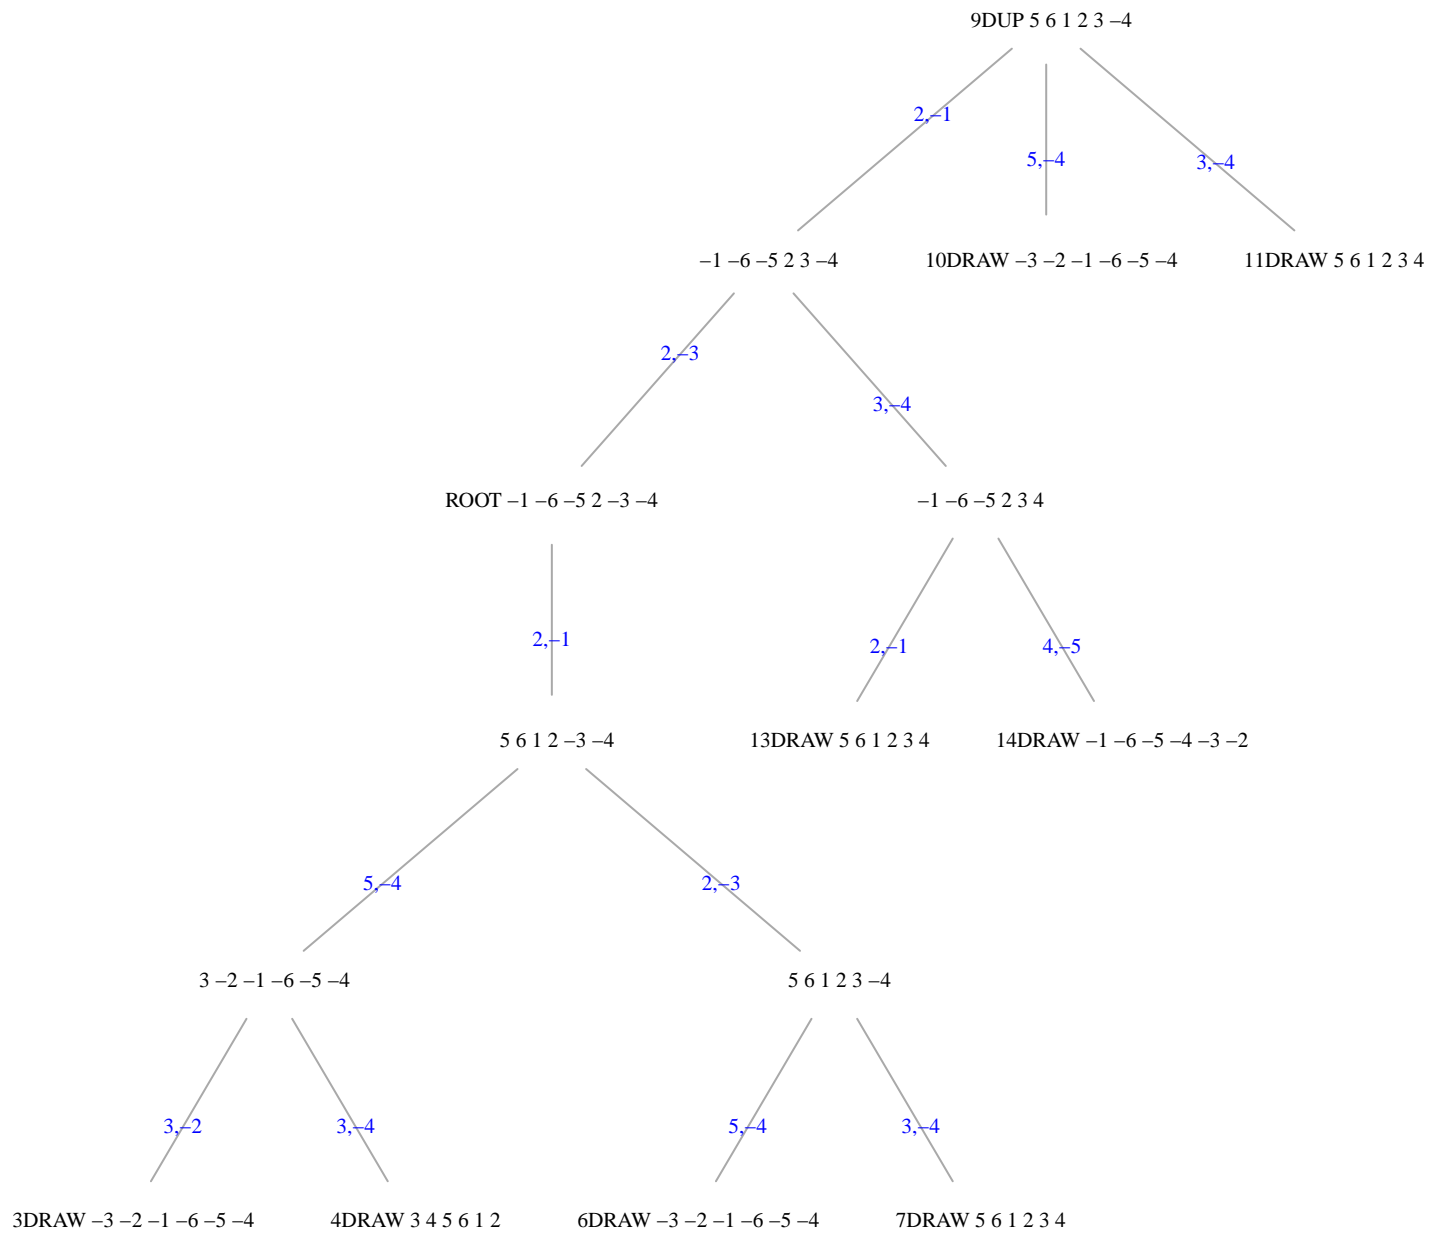 9DUP 5 6 1 2 3 –4
2,–1
5,–4
3,–4
–1 –6 –5 2 3 –4
10DRAW –3 –2 –1 –6 –5 –4
11DRAW 5 6 1 2 3 4
2,–3
3,–4
ROOT –1 –6 –5 2 –3 –4
–1 –6 –5 2 3 4
2,–1
2,–1
4,–5
5 6 1 2 –3 –4
13DRAW 5 6 1 2 3 4
14DRAW –1 –6 –5 –4 –3 –2
5,–4
2,–3
3 –2 –1 –6 –5 –4
5 6 1 2 3 –4
3,–2
3,–4
5,–4
3,–4
3DRAW –3 –2 –1 –6 –5 –4
4DRAW 3 4 5 6 1 2
6DRAW –3 –2 –1 –6 –5 –4
7DRAW 5 6 1 2 3 4